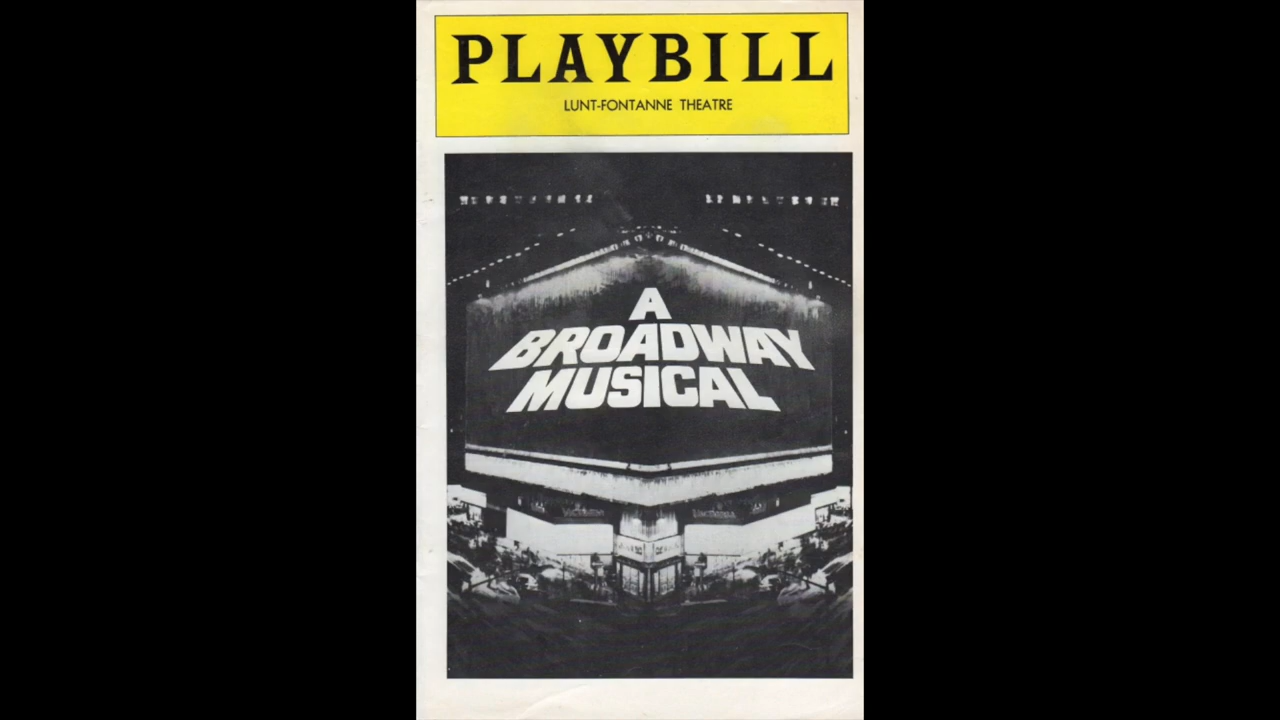 PLAYBILL
LUNT-FONTANNE THEATRE
A
BROADWAY
MUSICAL